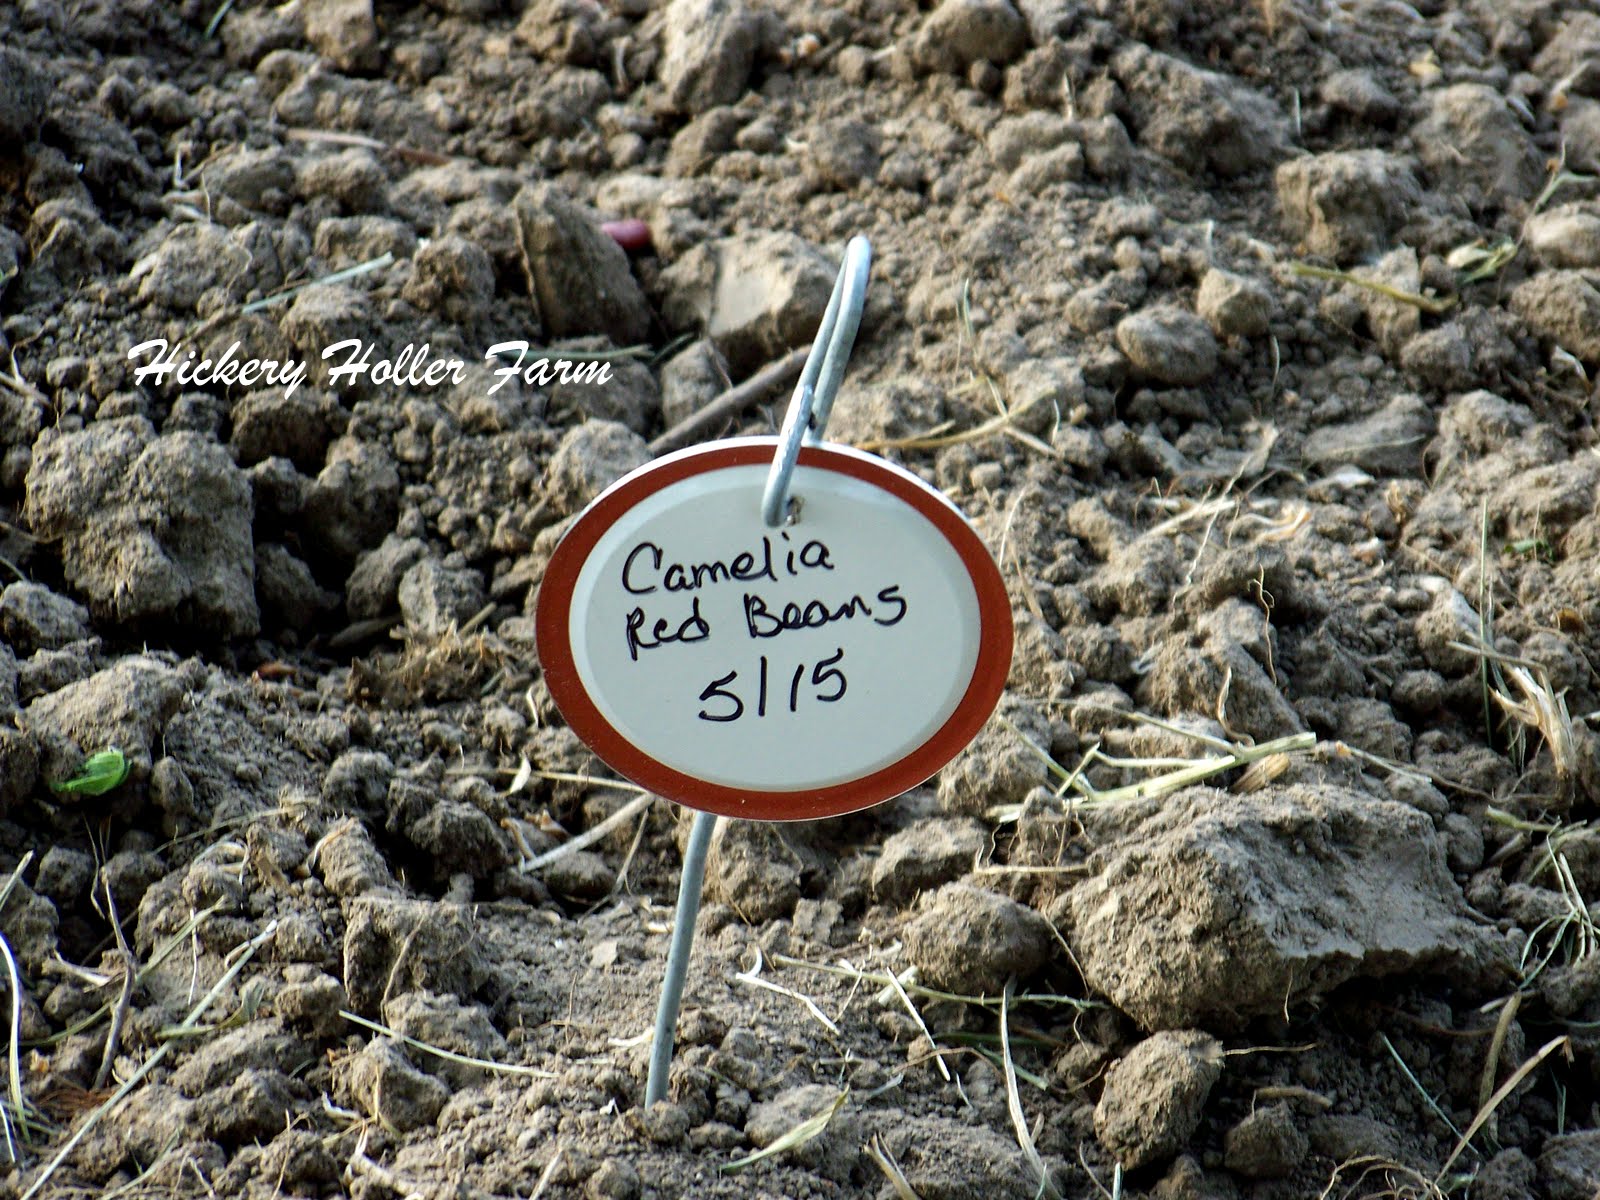 Hickery Holler Farm
Camelia
Red Beans
5/15